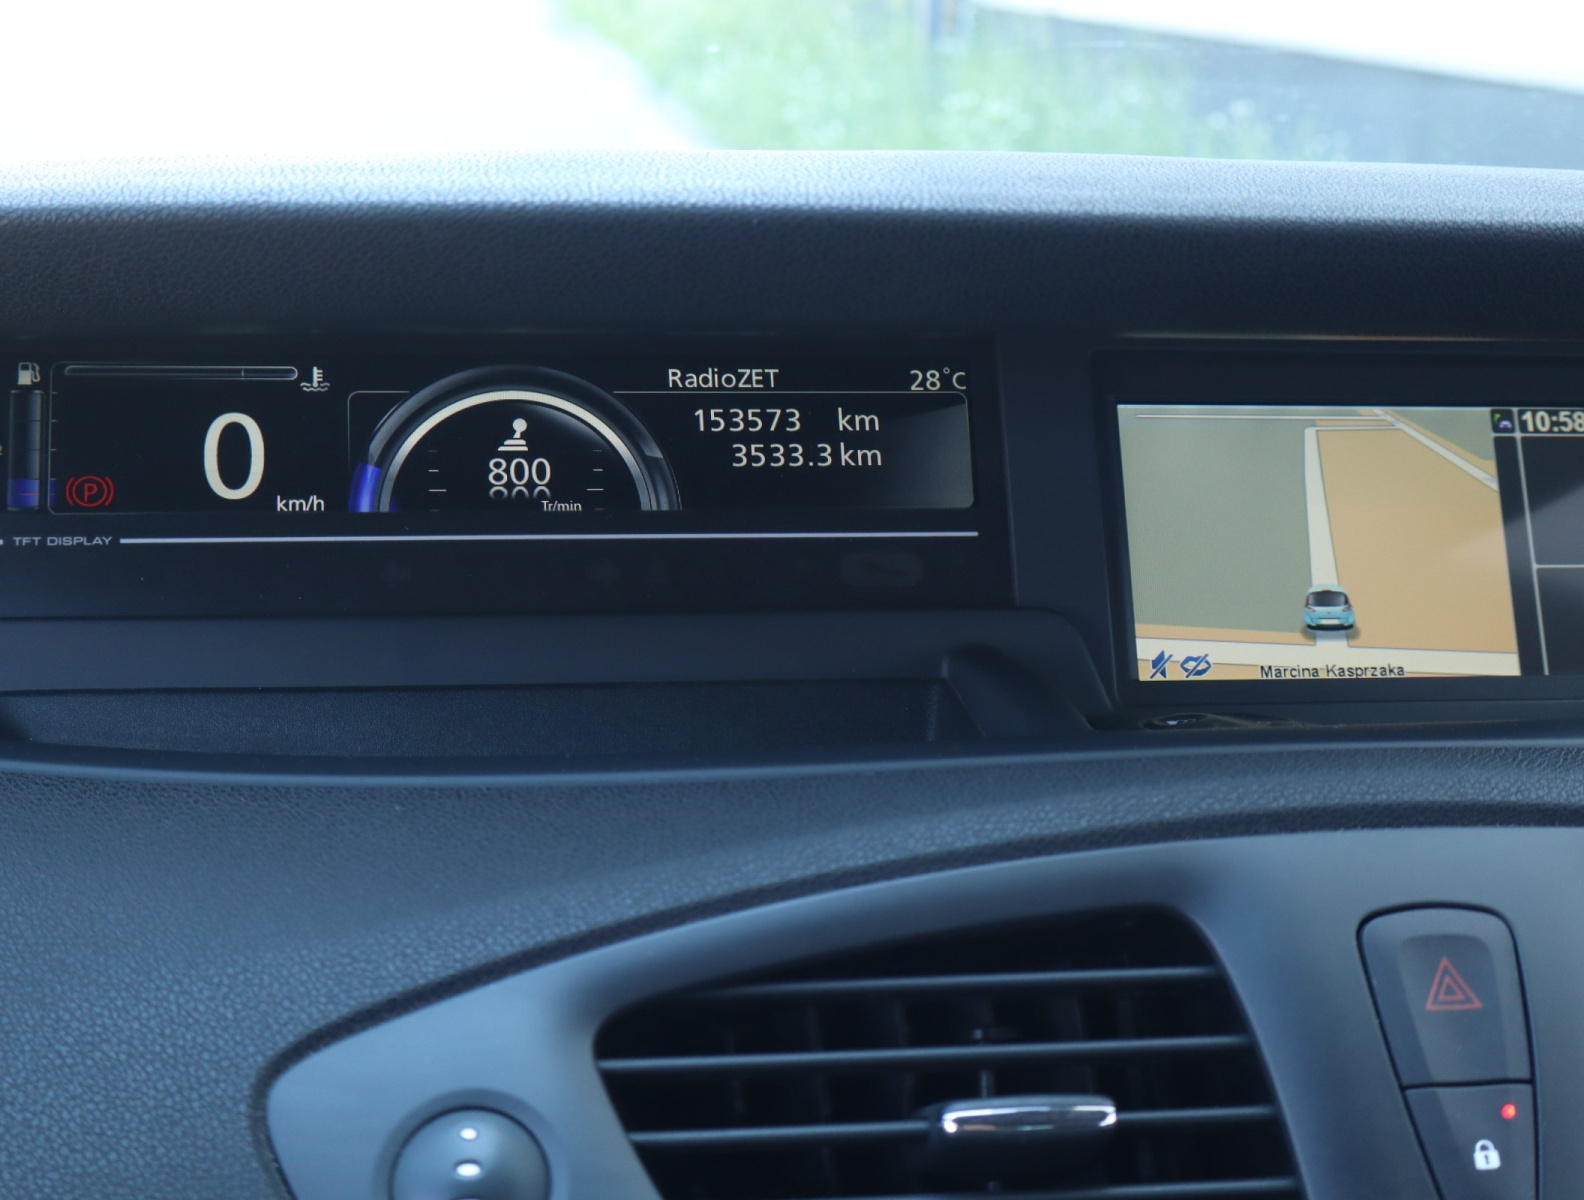 RadioZET 28°C
153573 km
3533.3 km
0 km/h
800
Tr/min
P
TFT DISPLAY
10:58
Marcina Kasprzaka